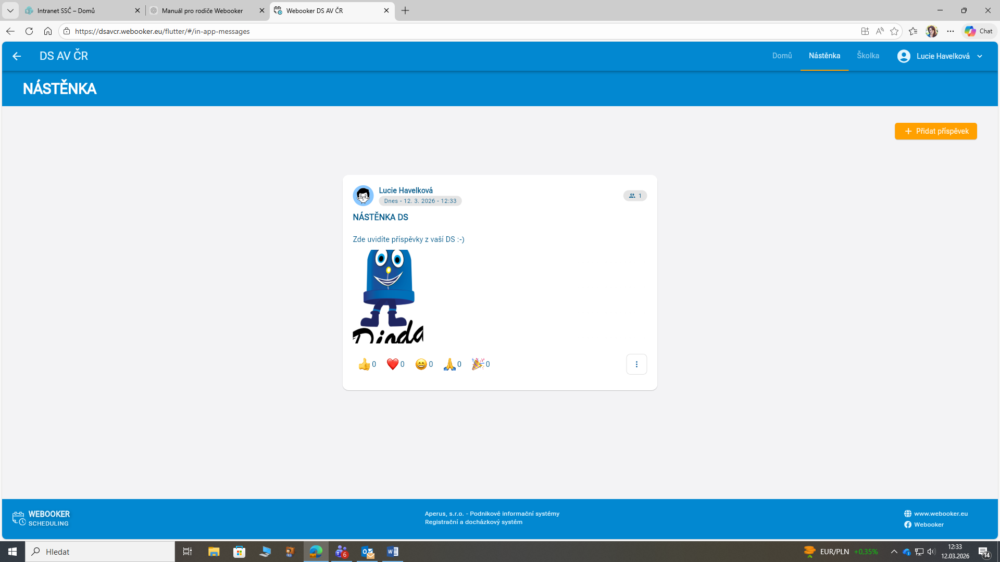 Intranet SSČ – Domů
Manuál pro rodiče Webooker
Webooker DS AV ČR
https://dsavcr.webooker.eu/flutter/#/in-app-messages
Chat
DS AV ČR
Domů
Nástěnka
Školka
Lucie Havelková
NÁSTĚNKA
Přidat příspěvek
Lucie Havelková
Dnes - 12. 3. 2026 - 12:33
1
NÁSTĚNKA DS
Zde uvidíte příspěvky z vaší DS :-)
Dinda
👍0 ❤️0 😄0 🙏0 🎉0
WEBOOKER
SCHEDULING
Aperus, s.r.o. - Podnikové informační systémy
Registrační a docházkový systém
www.webooker.eu
Webooker
Hledat
6
EUR/PLN +0,35%
12:33
12.03.2026
14